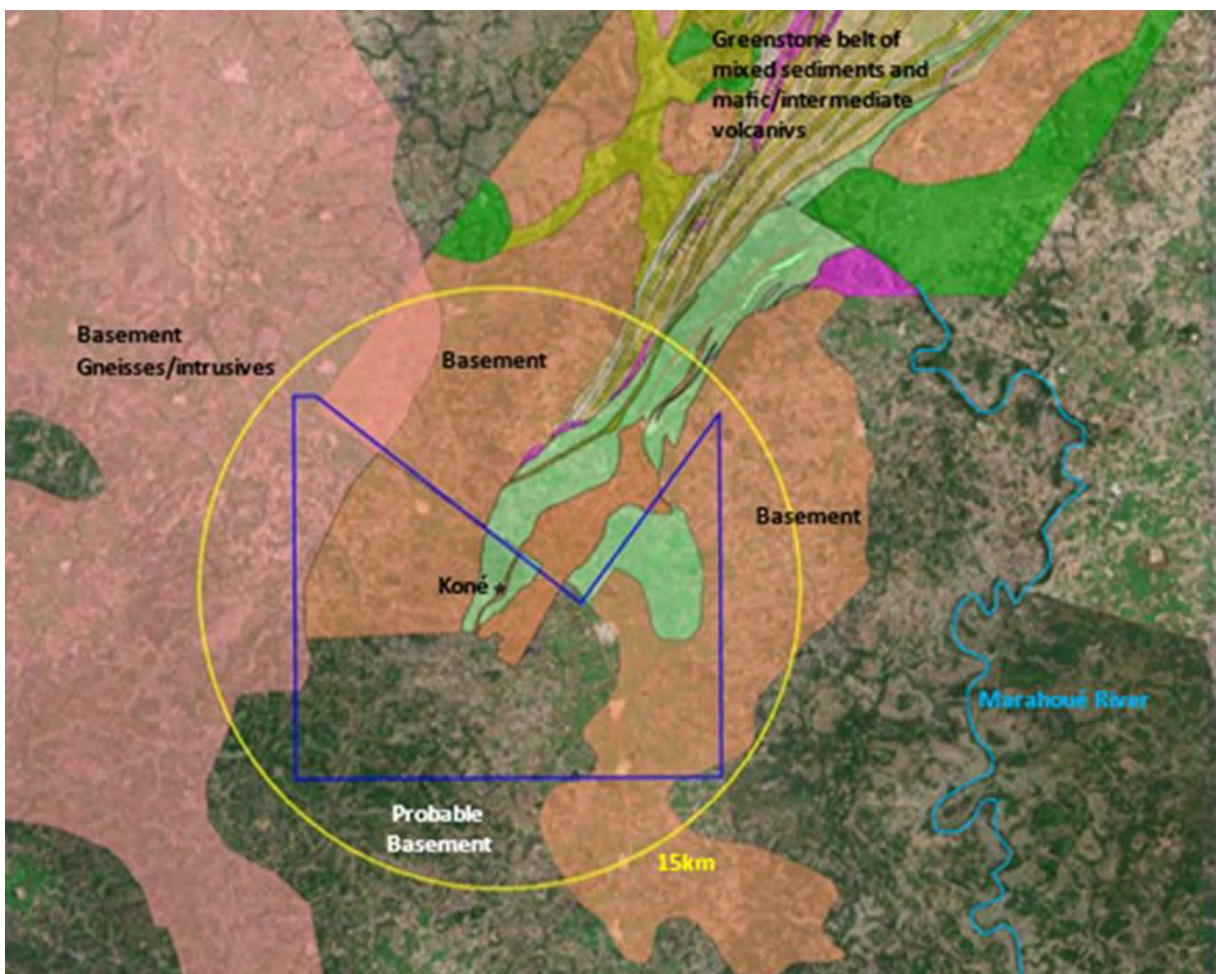 Greenstone belt of
mixed sediments and
mafic/intermediate
volcanivs
Basement
Gneisses/intrusives
Basement
Basement
Koné
Marahoué River
Probable
Basement
15km